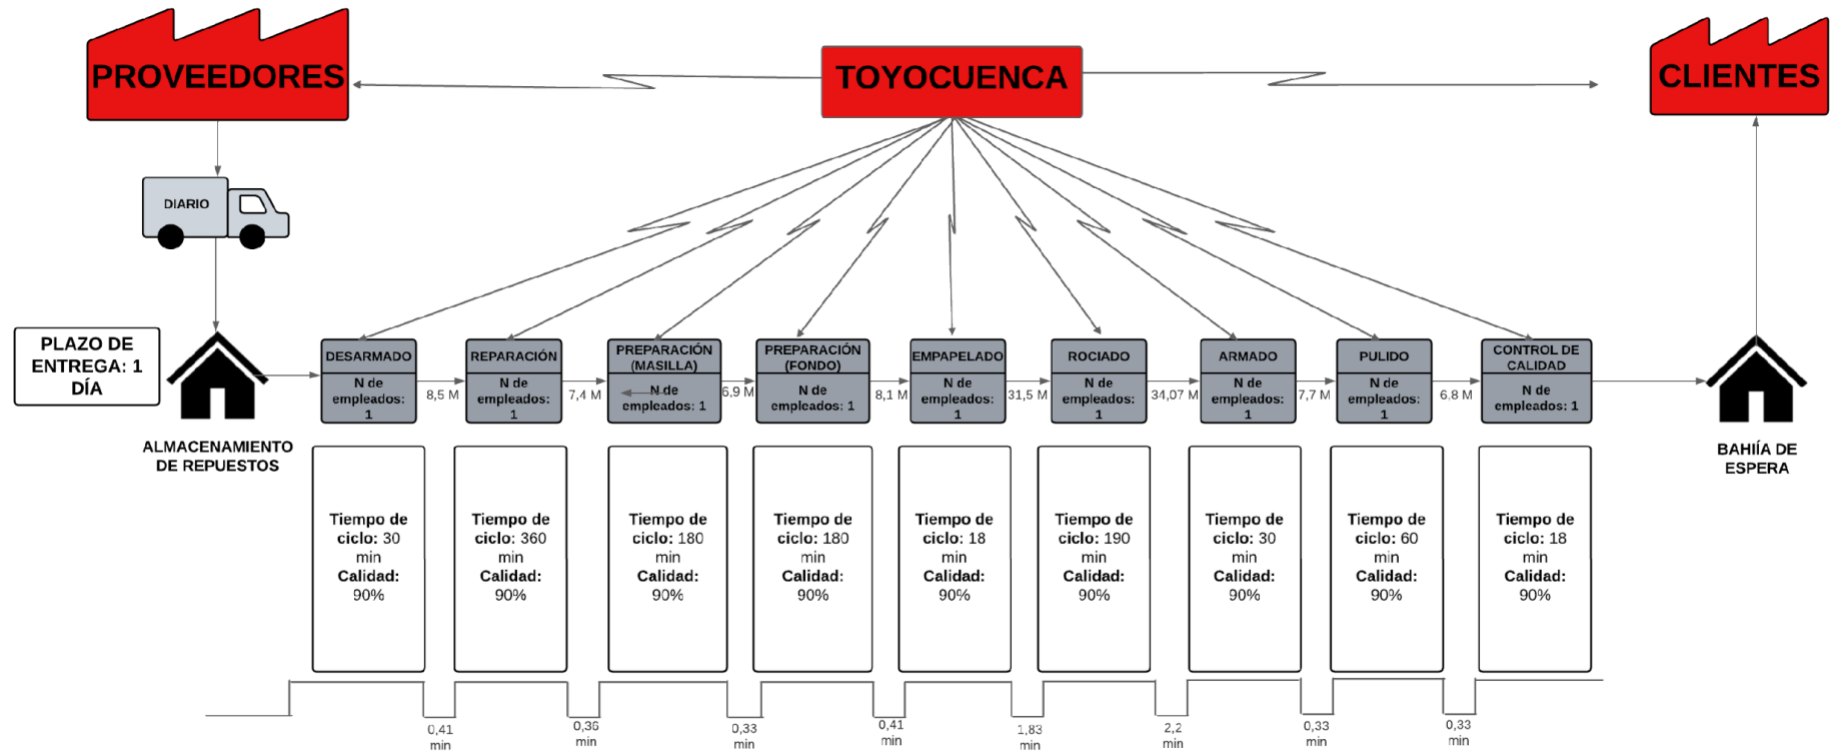 PROVEEDORES
TOYOCUENCA
CLIENTES
DIARIO
PLAZO DE
ENTREGA: 1
DÍA
ALMACENAMIENTO
DE REPUESTOS
DESARMADO
N de
empleados:
1
8,5 M
REPARACIÓN
N de
empleados:
1
7,4 M
PREPARACIÓN
(MASILLA)
N de
empleados: 1
6,9 M
PREPARACIÓN
(FONDO)
N de
empleados: 1
8,1 M
EMPAPELADO
N de
empleados:
1
31,5 M
ROCIADO
N de
empleados:
1
34,07 M
ARMADO
N de
empleados:
1
7,7 M
PULIDO
N de
empleados:
1
6.8 M
CONTROL DE
CALIDAD
N de
empleados: 1
BAHIÍA DE
ESPERA
Tiempo de
ciclo: 30
min
Calidad:
90%
Tiempo de
ciclo: 360
min
Calidad:
90%
Tiempo de
ciclo: 180
min
Calidad:
90%
Tiempo de
ciclo: 180
min
Calidad:
90%
Tiempo de
ciclo: 18
min
Calidad:
90%
Tiempo de
ciclo: 190
min
Calidad:
90%
Tiempo de
ciclo: 30
min
Calidad:
90%
Tiempo de
ciclo: 60
min
Calidad:
90%
Tiempo de
ciclo: 18
min
Calidad:
90%
0,41
min
0,36
min
0,33
min
0,41
min
1,83
min
2,2
min
0,33
min
0,33
min